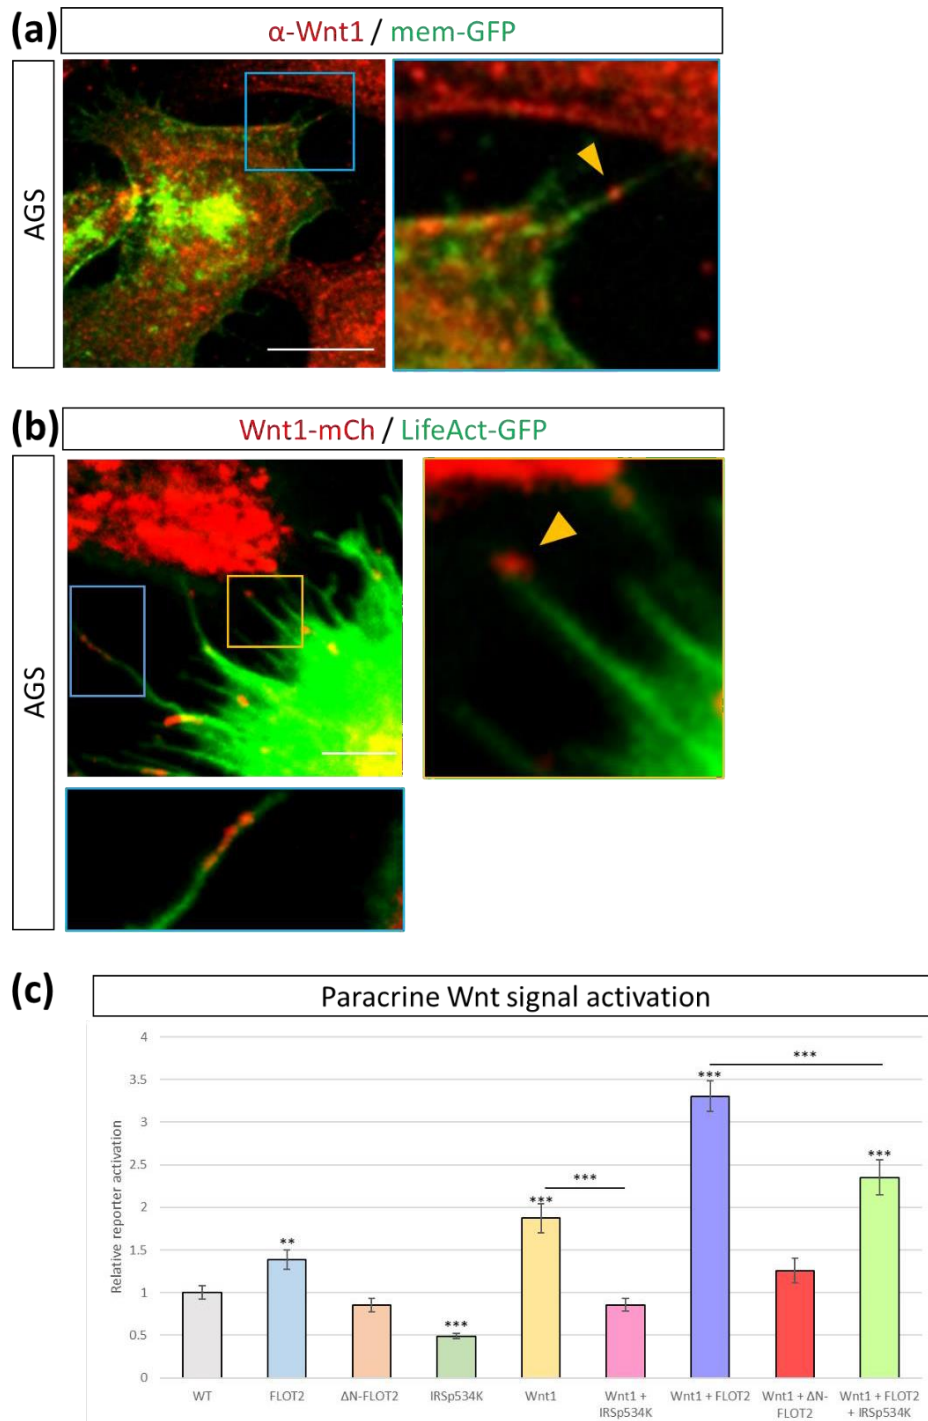 (a)
α-Wnt1 / mem-GFP
AGS
(b)
Wnt1-mCh / LifeAct-GFP
AGS
(c)
Paracrine Wnt signal activation
Relative reporter activation
4
3.5
3
2.5
2
1.5
1
0.5
0
**
***
***
***
***
***
***
WT
FLOT2
ΔN-FLOT2
IRSp534K
Wnt1
Wnt1 +
IRSp534K
Wnt1 + FLOT2
Wnt1 + ΔN-
FLOT2
Wnt1 + FLOT2
+ IRSp534K